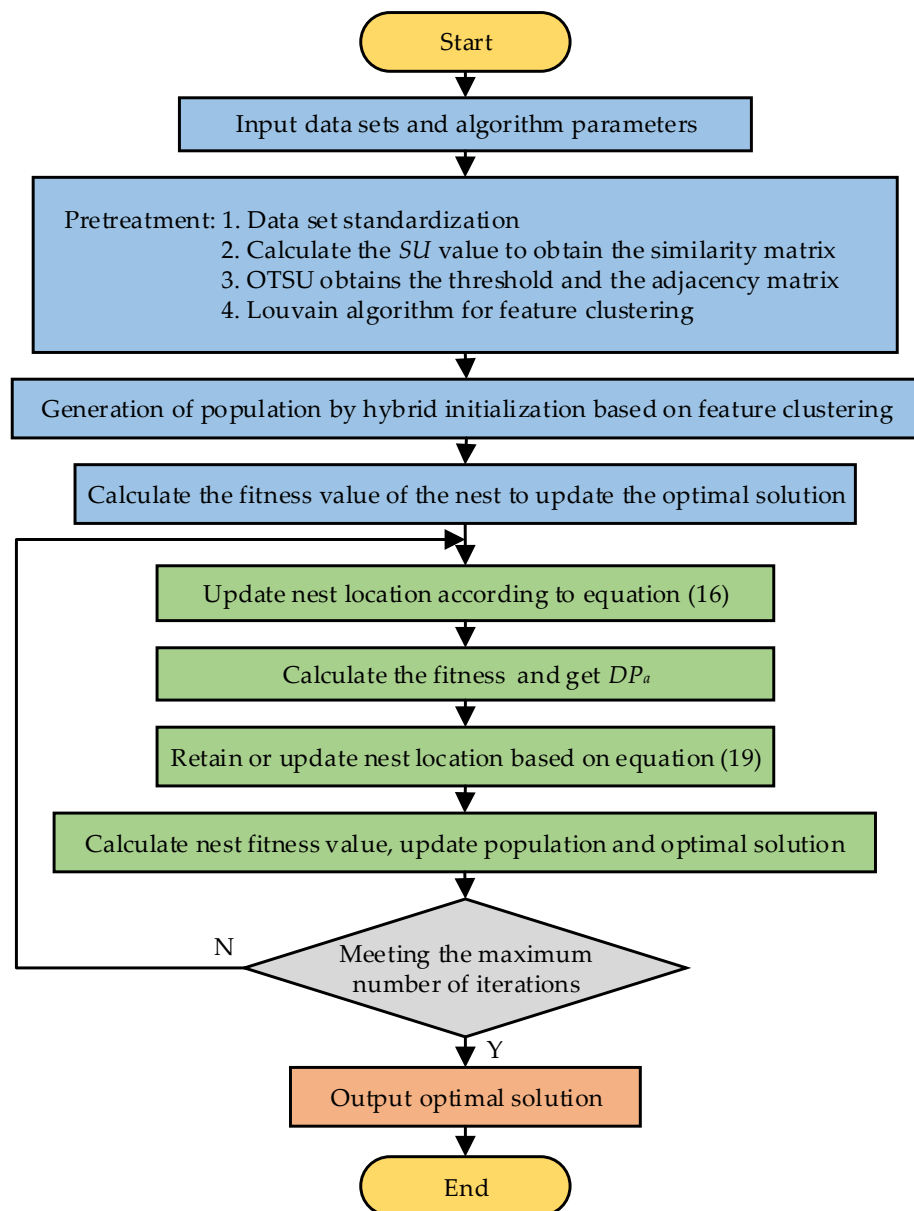 Start
Input data sets and algorithm parameters
Pretreatment: 1. Data set standardization
2. Calculate the SU value to obtain the similarity matrix
3. OTSU obtains the threshold and the adjacency matrix
4. Louvain algorithm for feature clustering
Generation of population by hybrid initialization based on feature clustering
Calculate the fitness value of the nest to update the optimal solution
Update nest location according to equation (16)
Calculate the fitness and get DPa
Retain or update nest location based on equation (19)
Calculate nest fitness value, update population and optimal solution
N
Meeting the maximum
number of iterations
Y
Output optimal solution
End